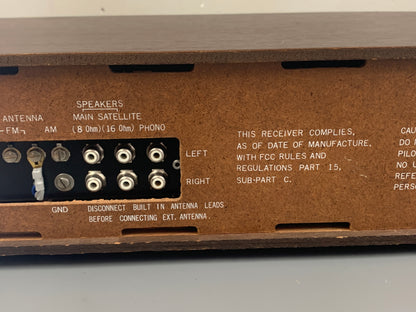 SPEAKERS
ANTENNA MAIN SATELLITE
FM AM (8 Ohm) (16 Ohm) PHONO
LEFT
RIGHT
GND DISCONNECT BUILT IN ANTENNA LEADS
BEFORE CONNECTING EXT. ANTENNA.
THIS RECEIVER COMPLIES,
AS OF DATE OF MANUFACTURE,
WITH FCC RULES AND
REGULATIONS PART 15,
SUB-PART C.
CAU
DO
PILO
NO U
REFE
PERS